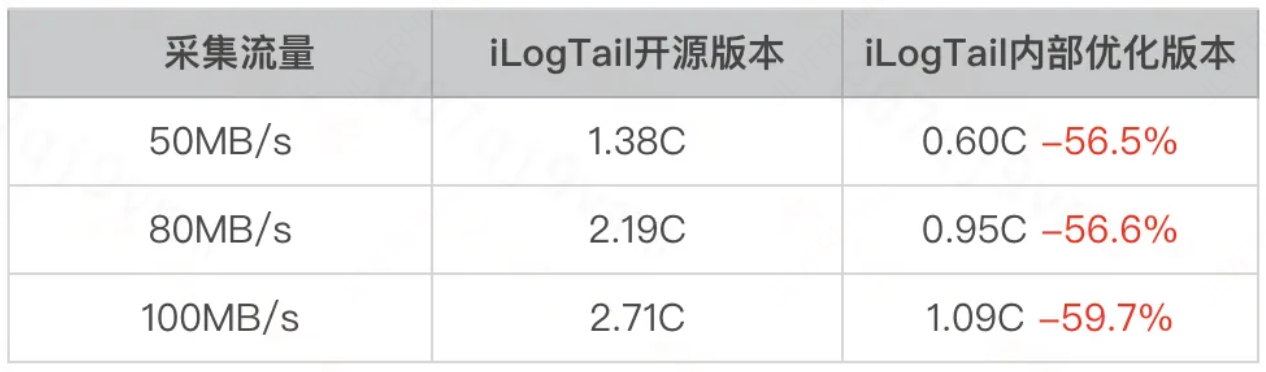 采集流量 iLogTail开源版本 iLogTail内部优化版本
50MB/s 1.38C 0.60C -56.5%
80MB/s 2.19C 0.95C -56.6%
100MB/s 2.71C 1.09C -59.7%